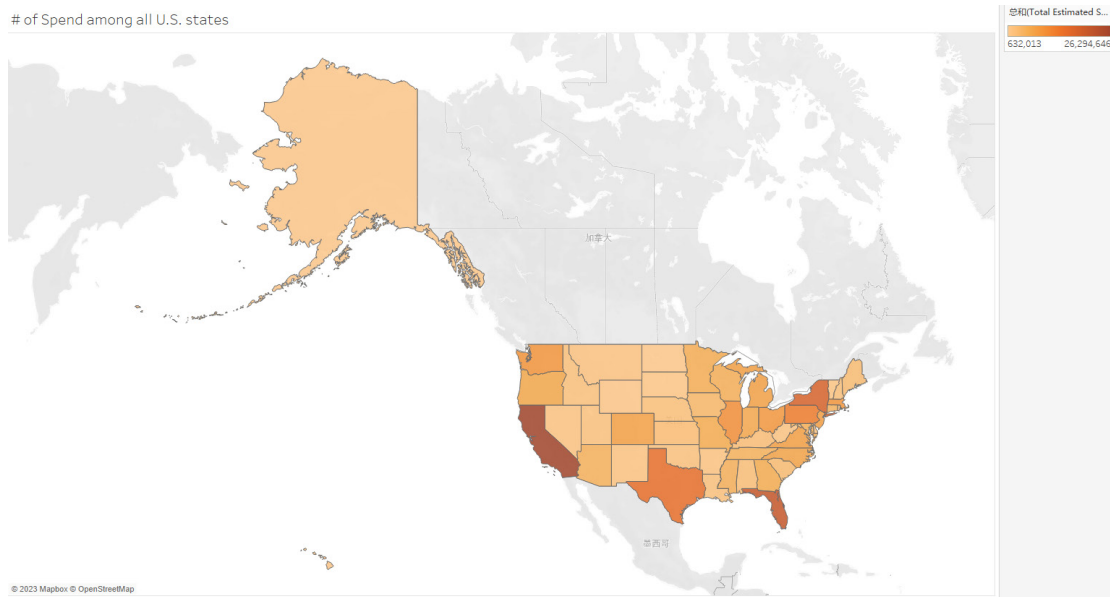 # of Spend among all U.S. states
总和(Total Estimated S...
632,013 26,294,646
加拿大
墨西哥
© 2023 Mapbox © OpenStreetMap